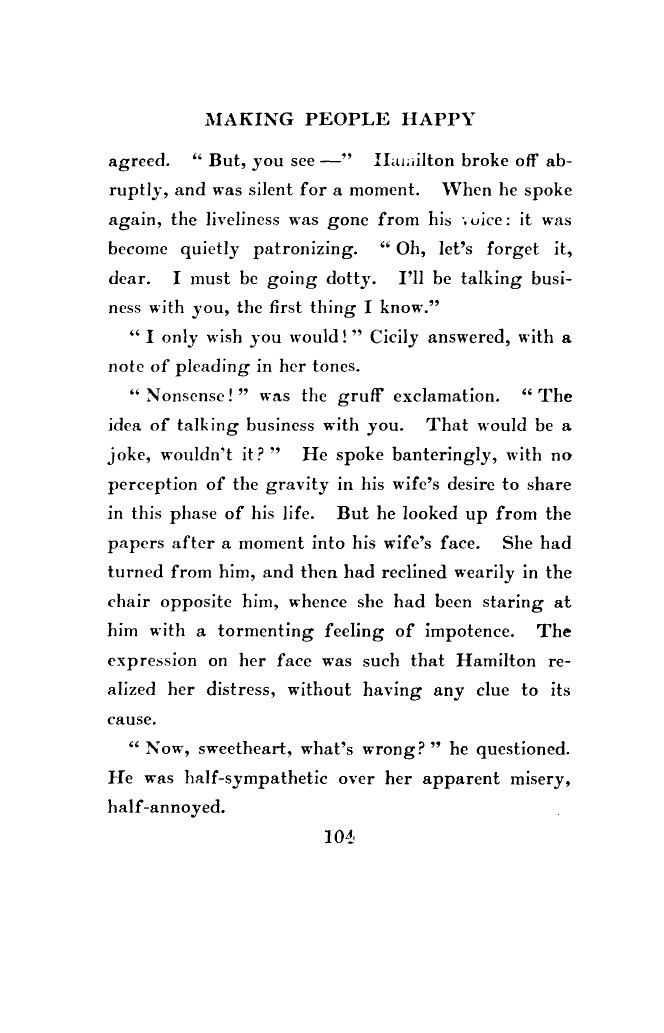 MAKING PEOPLE HAPPY
agreed. “ But, you see —” Hamilton broke off ab-
ruptly, and was silent for a moment. When he spoke
again, the liveliness was gone from his voice: it was
become quietly patronizing. “ Oh, let’s forget it,
dear. I must be going dotty. I’ll be talking busi-
ness with you, the first thing I know.”
“ I only wish you would! ” Cicily answered, with a
note of pleading in her tones.
“ Nonsense! ” was the gruff exclamation. “ The
idea of talking business with you. That would be a
joke, wouldn’t it? ” He spoke banteringly, with no
perception of the gravity in his wife’s desire to share
in this phase of his life. But he looked up from the
papers after a moment into his wife’s face. She had
turned from him, and then had reclined wearily in the
chair opposite him, whence she had been staring at
him with a tormenting feeling of impotence. The
expression on her face was such that Hamilton re-
alized her distress, without having any clue to its
cause.
“ Now, sweetheart, what’s wrong? ” he questioned.
He was half-sympathetic over her apparent misery,
half-annoyed.
104